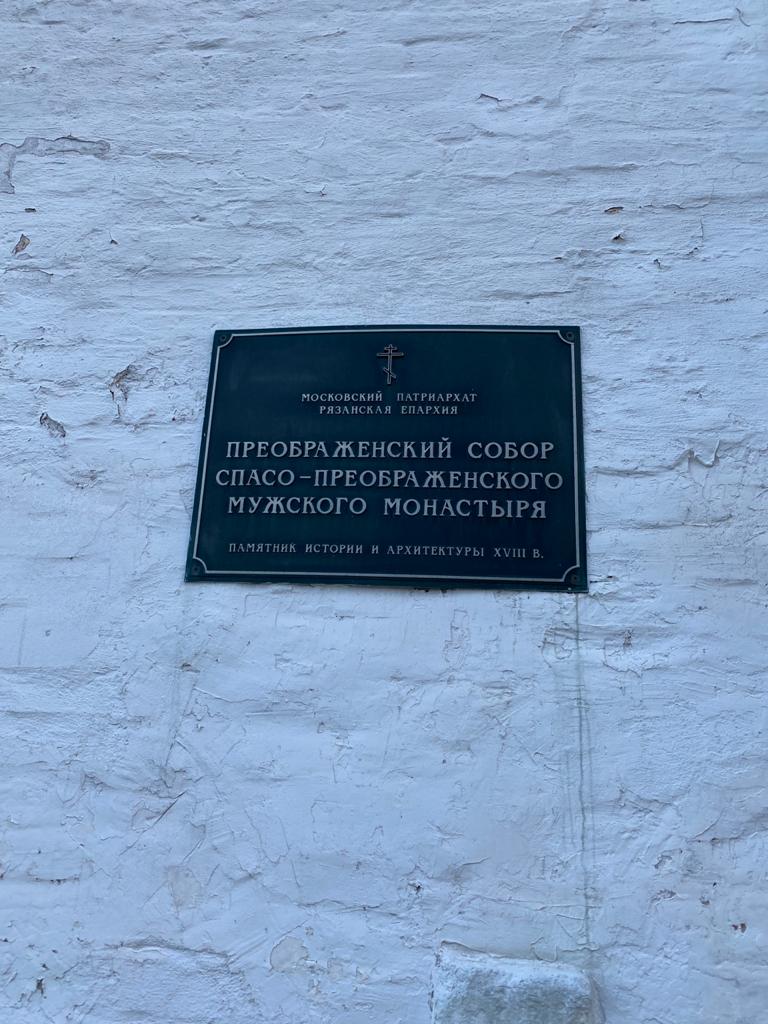 МОСКОВСКИЙ ПАТРИАРХАТ
РЯЗАНСКАЯ ЕПАРХИЯ
ПРЕОБРАЖЕНСКИЙ СОБОР
СПАСО-ПРЕОБРАЖЕНСКОГО
МУЖСКОГО МОНАСТЫРЯ
ПАМЯТНИК ИСТОРИИ И АРХИТЕКТУРЫ XVIII В.